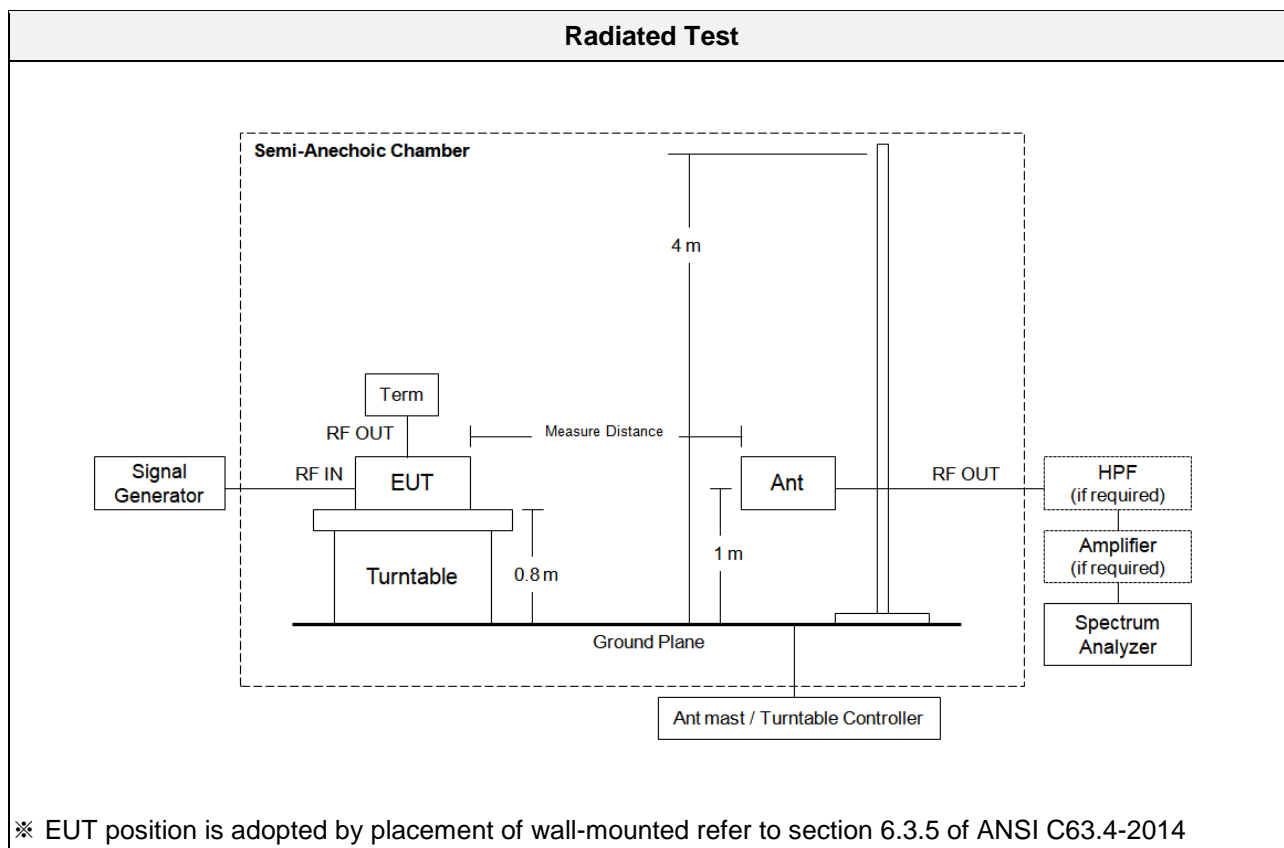 Radiated Test
Semi-Anechoic Chamber
4 m
Term
RF OUT
Measure Distance
Signal
Generator
RF IN
EUT
Ant
RF OUT
HPF
(if required)
1 m
Amplifier
(if required)
Turntable
0.8 m
Spectrum
Analyzer
Ground Plane
Ant mast / Turntable Controller
※ EUT position is adopted by placement of wall-mounted refer to section 6.3.5 of ANSI C63.4-2014